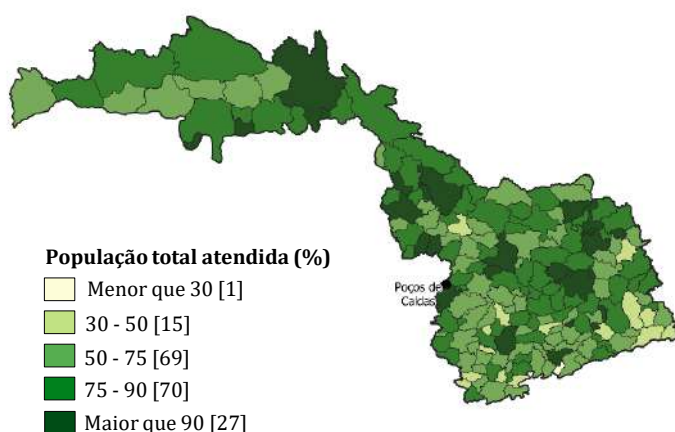 População total atendida (%)
Menor que 30 [1]
30 - 50 [15]
50 - 75 [69]
75 - 90 [70]
Maior que 90 [27]
Poços de
Caldas